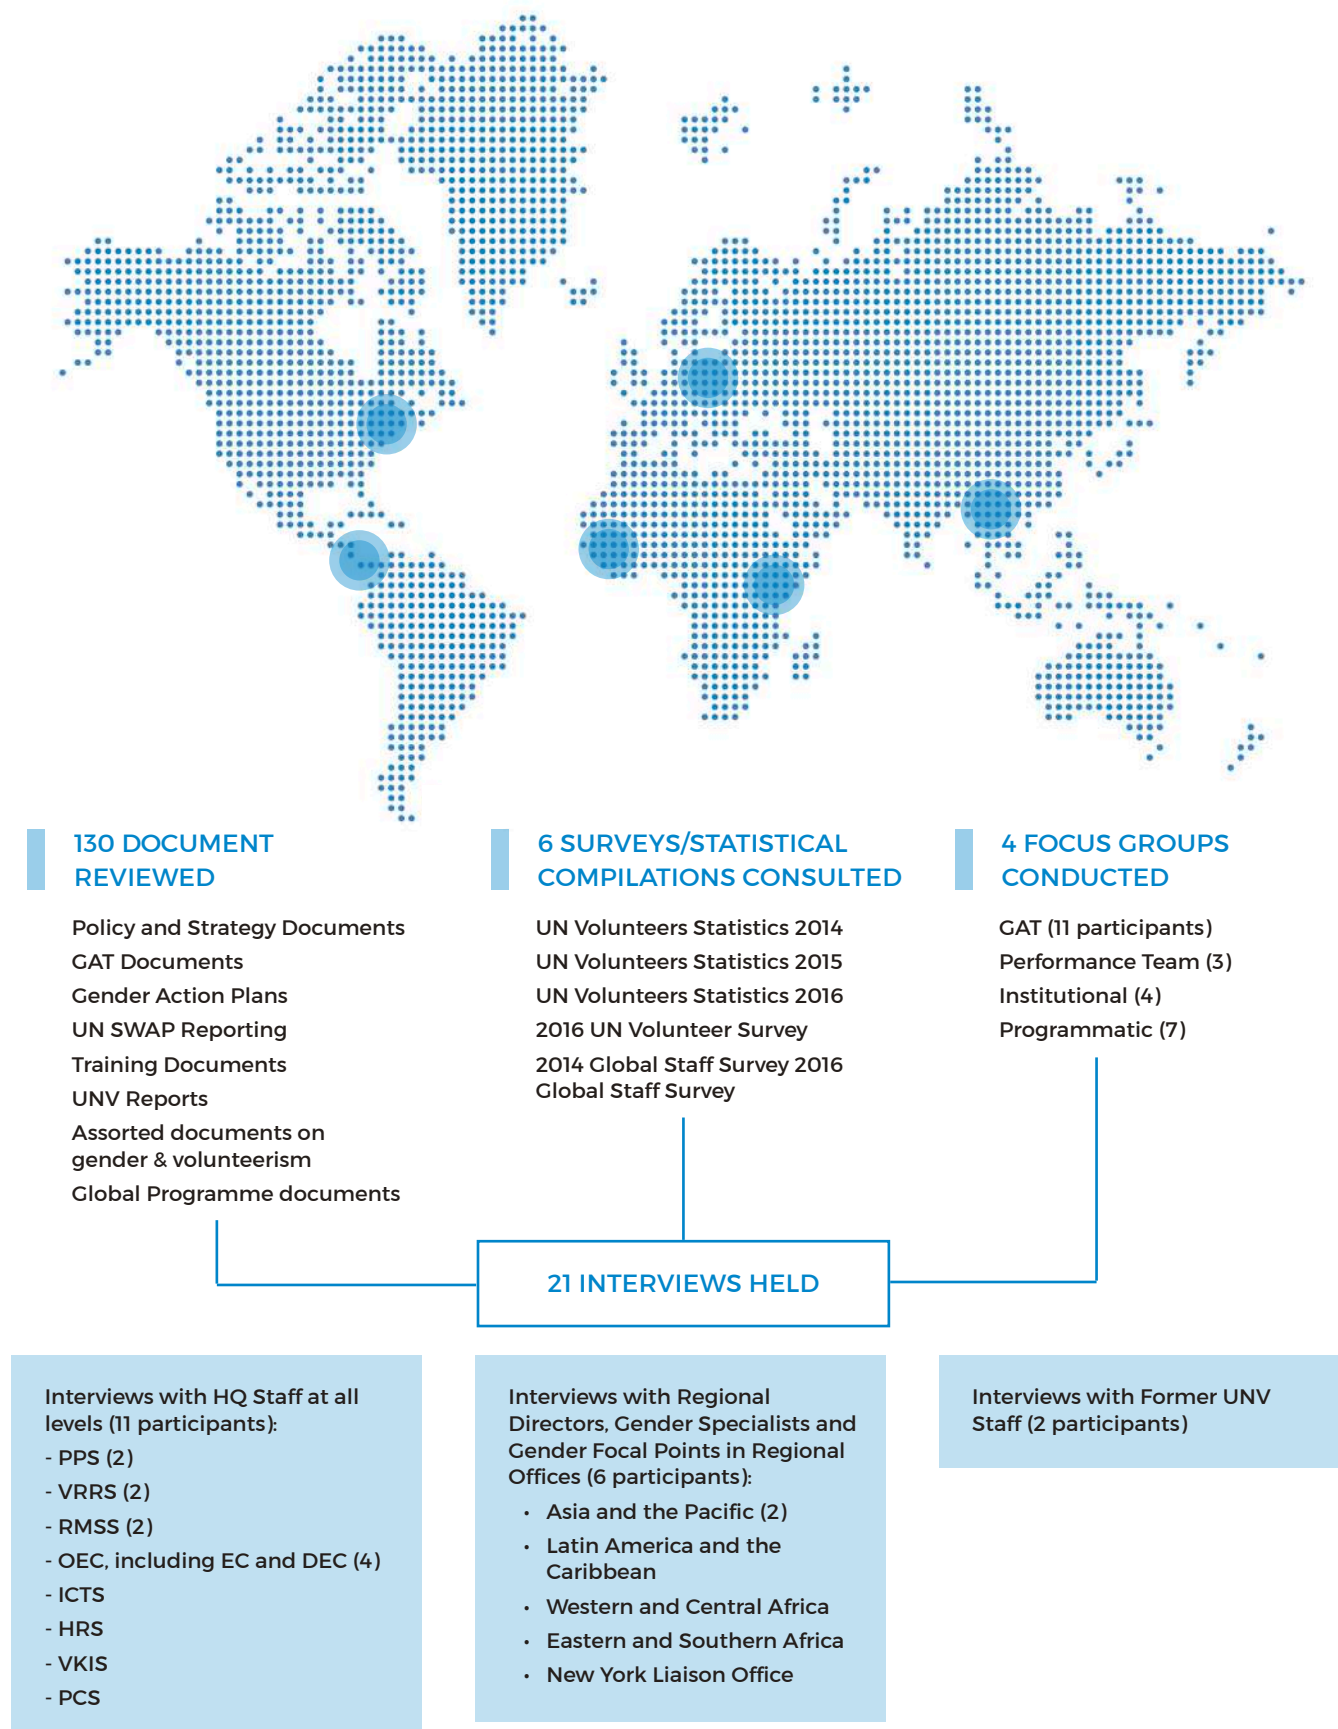 130 DOCUMENT
REVIEWED
Policy and Strategy Documents
GAT Documents
Gender Action Plans
UN SWAP Reporting
Training Documents
UNV Reports
Assorted documents on
gender & volunteerism
Global Programme documents
6 SURVEYS/STATISTICAL
COMPILATIONS CONSULTED
UN Volunteers Statistics 2014
UN Volunteers Statistics 2015
UN Volunteers Statistics 2016
2016 UN Volunteer Survey
2014 Global Staff Survey 2016
Global Staff Survey
4 FOCUS GROUPS
CONDUCTED
GAT (11 participants)
Performance Team (3)
Institutional (4)
Programmatic (7)
21 INTERVIEWS HELD
Interviews with HQ Staff at all
levels (11 participants):
- PPS (2)
- VRRS (2)
- RMSS (2)
- OEC, including EC and DEC (4)
- ICTS
- HRS
- VKIS
- PCS
Interviews with Regional
Directors, Gender Specialists and
Gender Focal Points in Regional
Offices (6 participants):
• Asia and the Pacific (2)
• Latin America and the
Caribbean
• Western and Central Africa
• Eastern and Southern Africa
• New York Liaison Office
Interviews with Former UNV
Staff (2 participants)